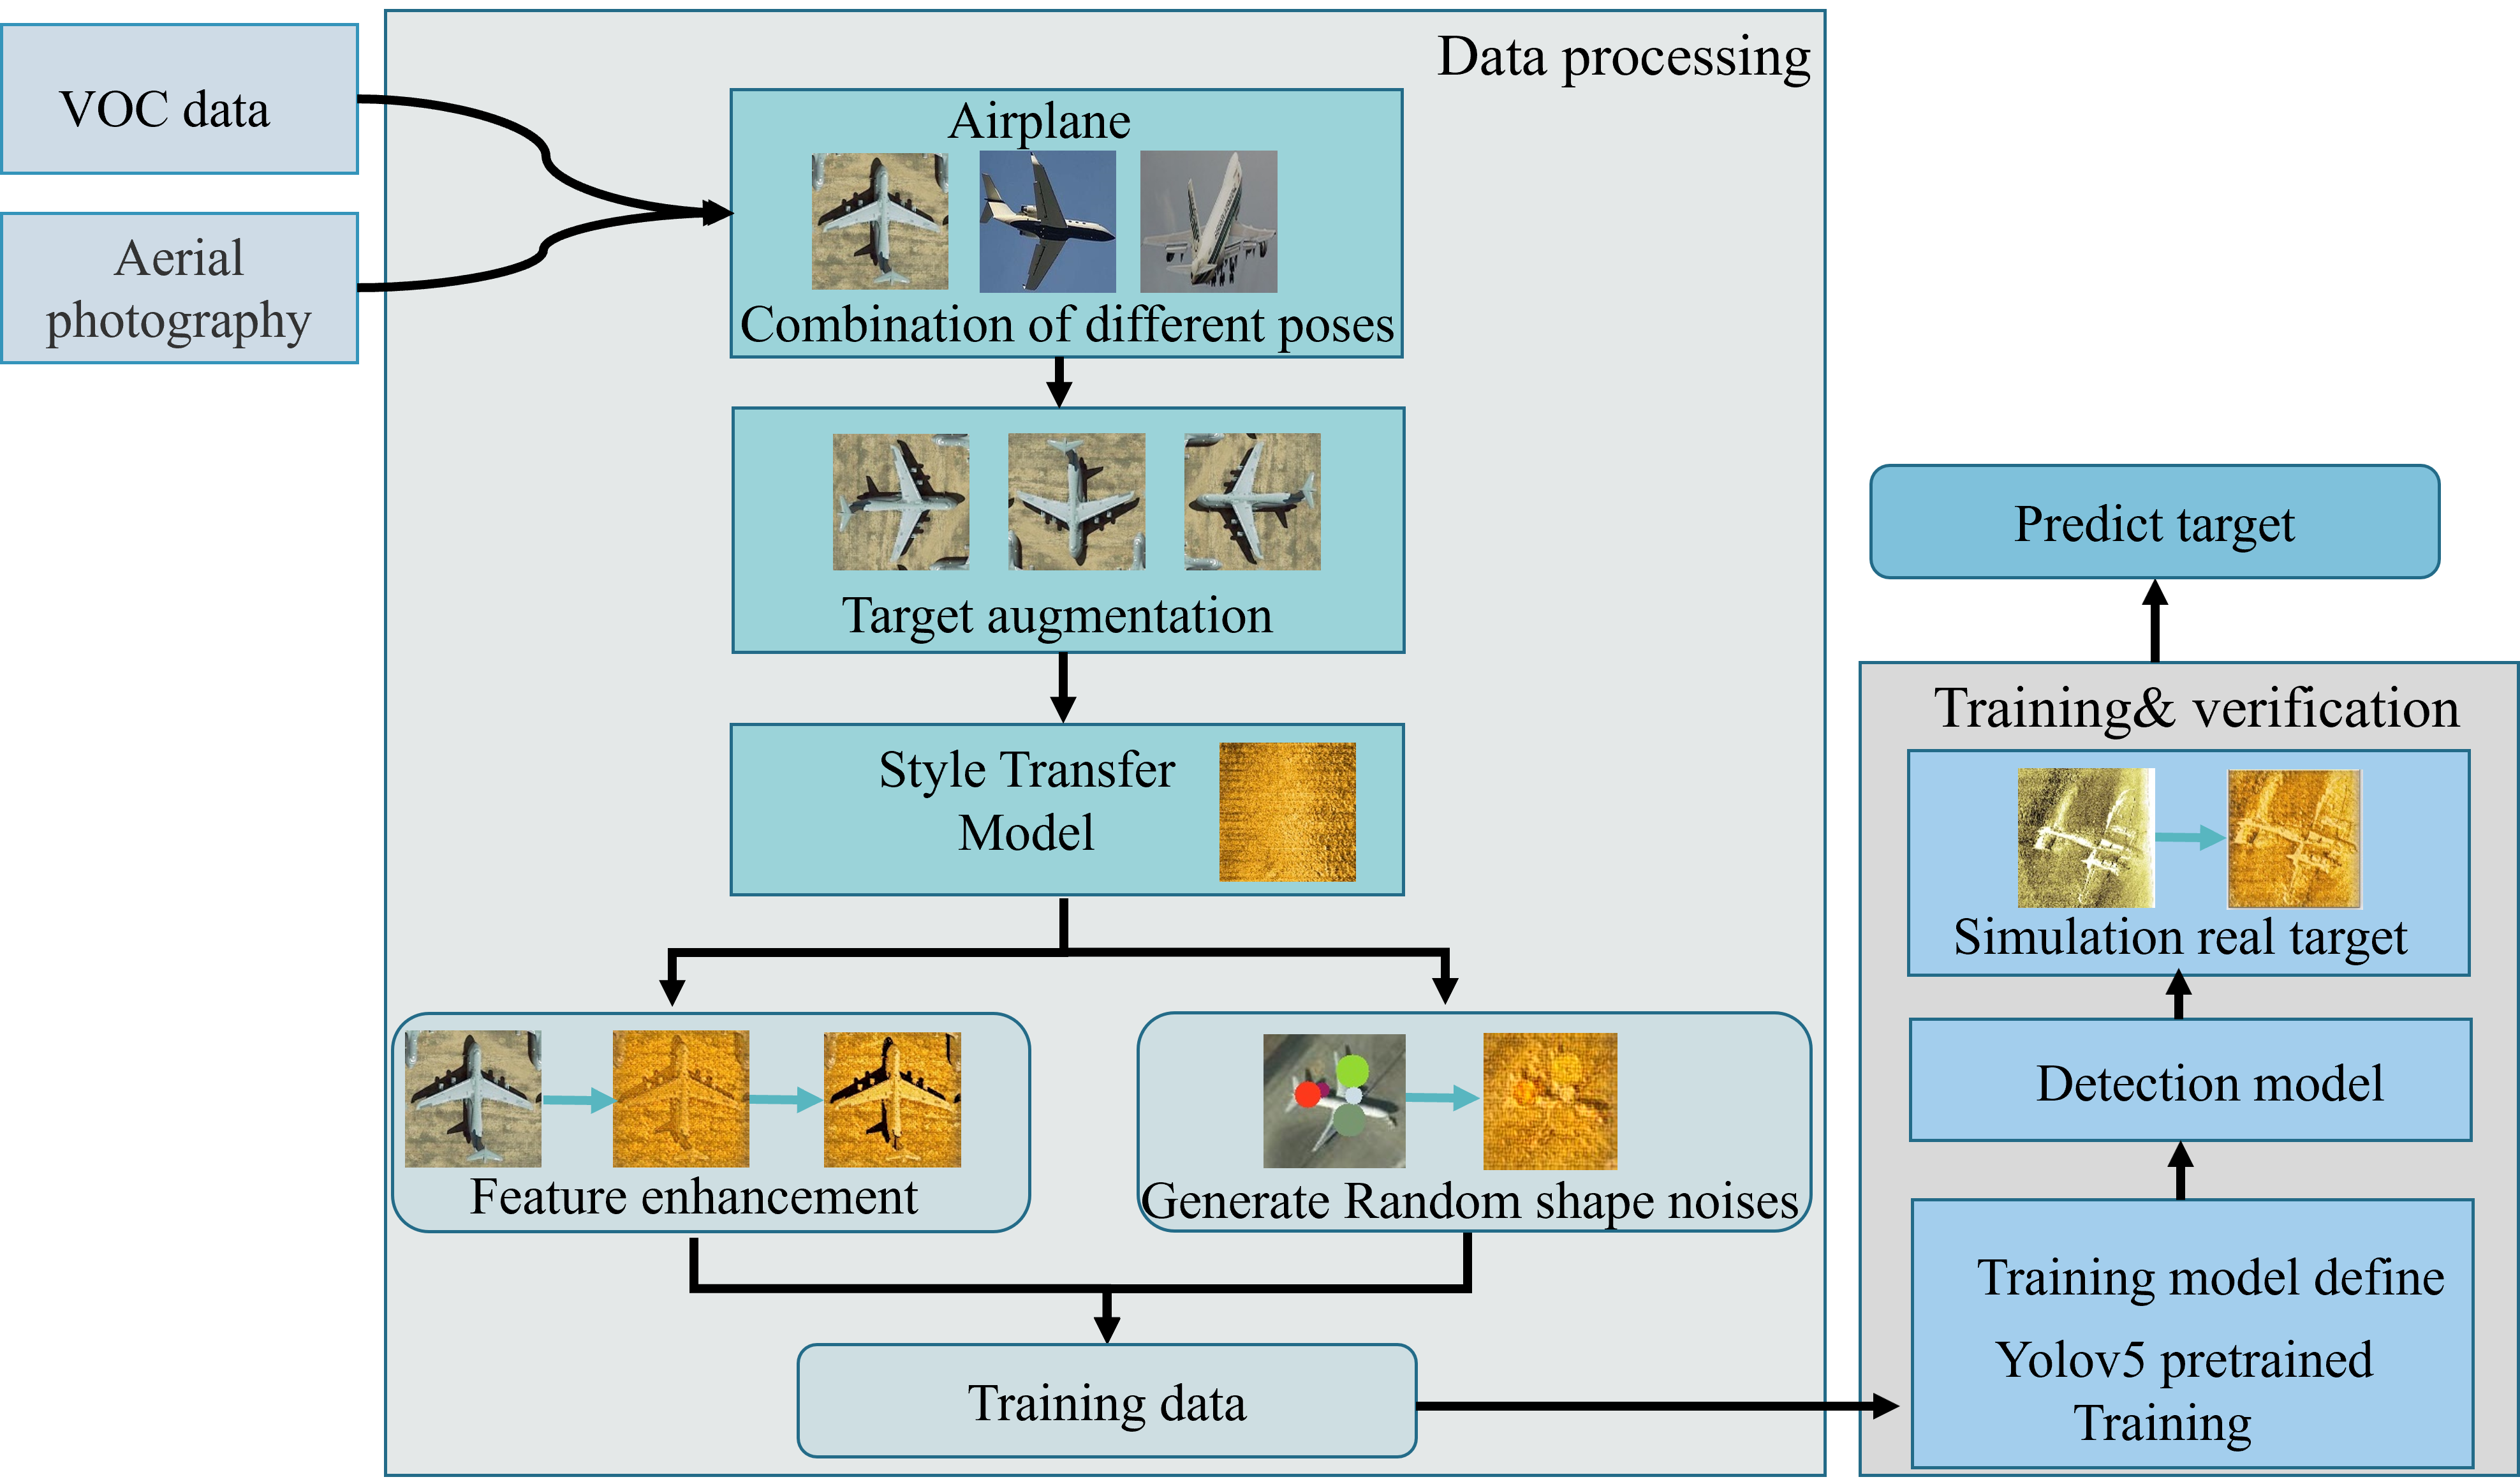 VOC data
Aerial
photography
Data processing
Airplane
Combination of different poses
Target augmentation
Style Transfer
Model
Feature enhancement
Generate Random shape noises
Training data
Predict target
Training& verification
Simulation real target
Detection model
Training model define
Yolov5 pretrained
Training